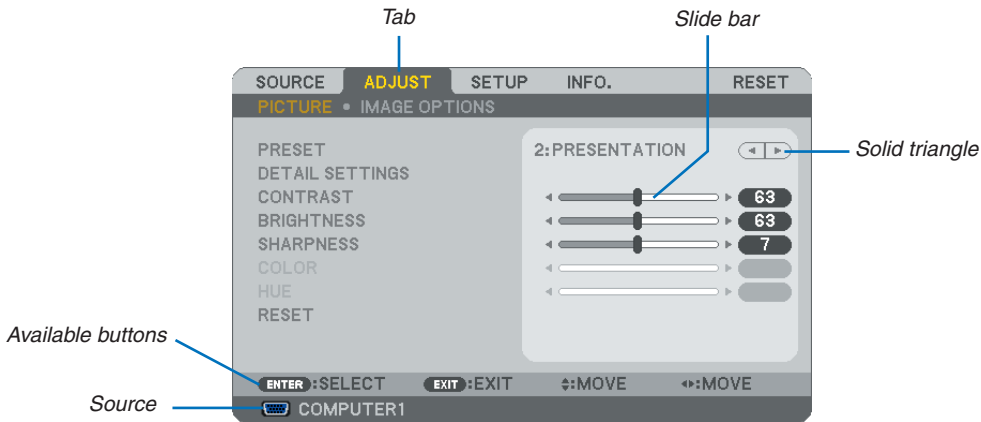 Tab
Slide bar
SOURCE ADJUST SETUP INFO. RESET
PICTURE • IMAGE OPTIONS
PRESET 2:PRESENTATION
Solid triangle
DETAIL SETTINGS
CONTRAST 63
BRIGHTNESS 63
SHARPNESS 7
COLOR
HUE
RESET
Available buttons
ENTER :SELECT EXIT :EXIT :MOVE :MOVE
Source
COMPUTER1